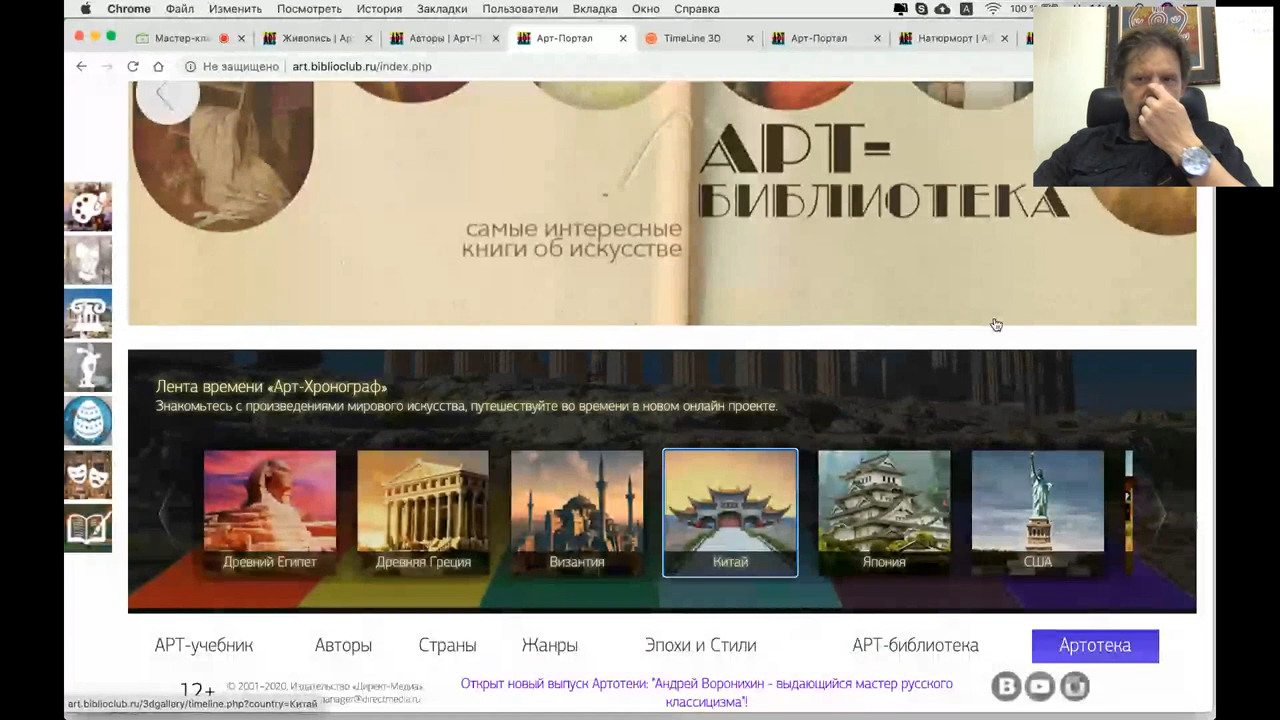 Chrome Файл Изменить Посмотреть История Закладки Пользователи Вкладка Окно Справка 100
Мастер-кл Живопись | Ар Авторы | Арт-П Арт-Портал TimeLine 3D Арт-Портал Натюрморт | А
Не защищено art.biblioclub.ru/index.php
АРТ=
БИБЛИОТЕКА
самые интересные
книги об искусстве
Лента времени «Арт-Хронограф»
Знакомьтесь с произведениями мирового искусства, путешествуйте во времени в новом онлайн проекте.
Древний Египет Древняя Греция Византия Китай Япония США
АРТ-учебник Авторы Страны Жанры Эпохи и Стили АРТ-библиотека Артотека
12+ © 2001-2020, Издательство «Директ-Медиа».
manager@directmedia.ru
Открыт новый выпуск Артотеки: "Андрей Воронихин - выдающийся мастер русского
классицизма"!
art.biblioclub.ru/3dgallery/timeline.php?country=Китай